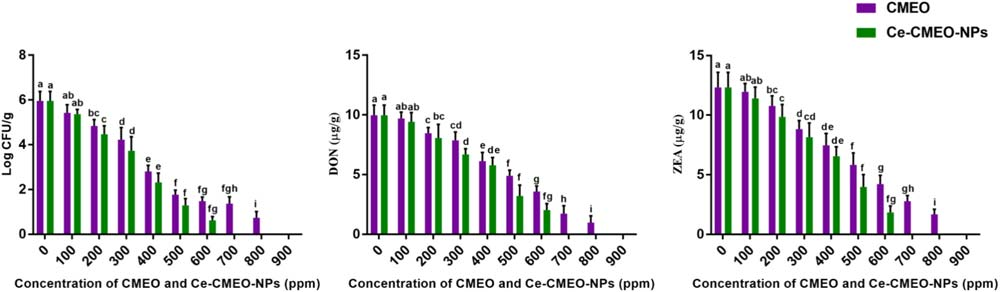 CMEO
Ce-CMEO-NPs
Log CFU/g
8
6
4
2
0
a a ab ab bc c d d e e f f fg fg fgh i
0 100 200 300 400 500 600 700 800 900
Concentration of CMEO and Ce-CMEO-NPs (ppm)
DON (µg/g)
15
10
5
0
a a ab ab c bc cd d e de f fg g fg h i
0 100 200 300 400 500 600 700 800 900
Concentration of CMEO and Ce-CMEO-NPs (ppm)
ZEA (µg/g)
15
10
5
0
a a ab ab bc c d cd de de f f g fg gh i
0 100 200 300 400 500 600 700 800 900
Concentration of CMEO and Ce-CMEO-NPs (ppm)